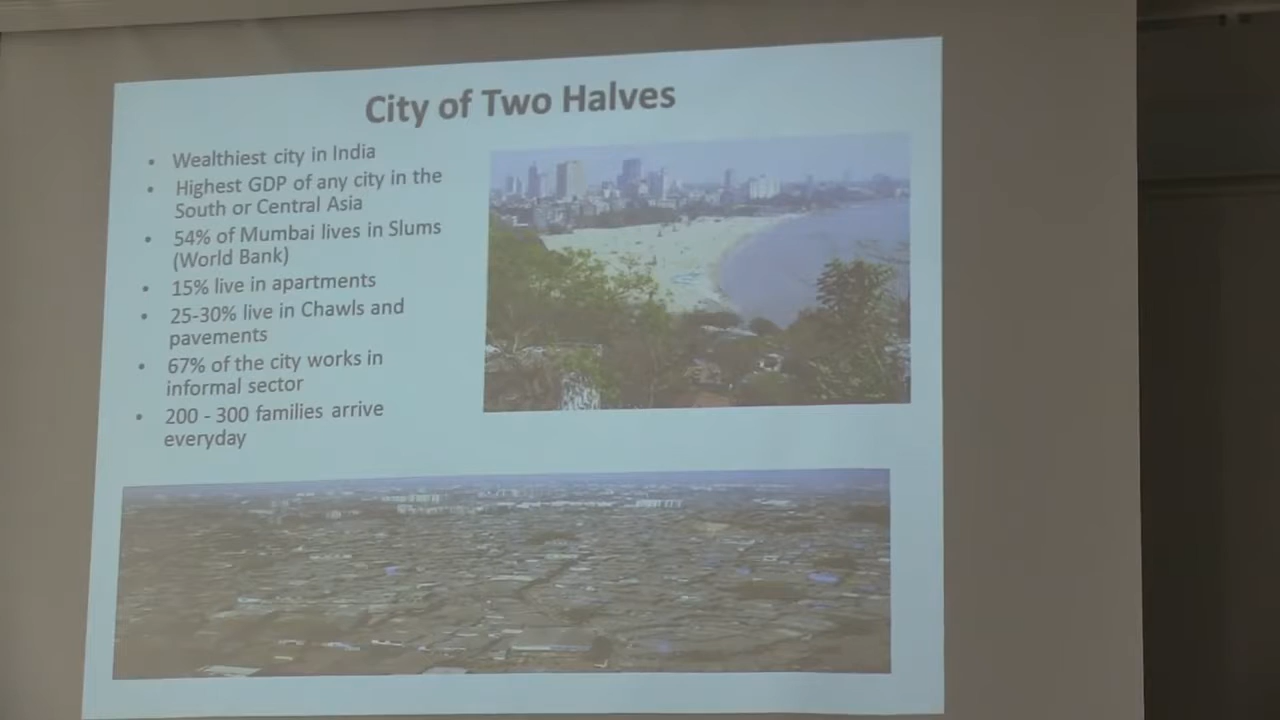 City of Two Halves
• Wealthiest city in India
• Highest GDP of any city in the
South or Central Asia
• 54% of Mumbai lives in Slums
(World Bank)
• 15% live in apartments
• 25-30% live in Chawls and
pavements
• 67% of the city works in
informal sector
• 200 - 300 families arrive
everyday